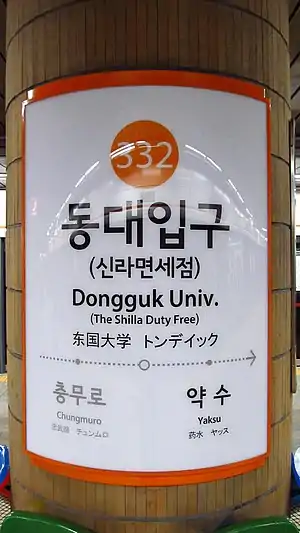 332
동대입구
(신라면세점)
Dongguk Univ.
(The Shilla Duty Free)
东国大学 トンデイック
충무로 약수
Chungmuro Yaksu
忠武路 チュンムロ 药水 ヤッス